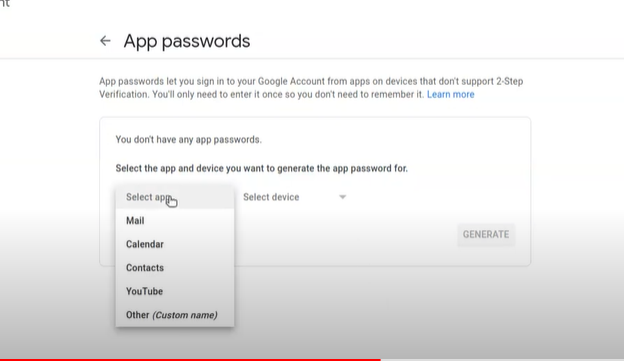 App passwords
App passwords let you sign in to your Google Account from apps on devices that don't support 2-Step
Verification. You'll only need to enter it once so you don't need to remember it. Learn more
You don't have any app passwords.
Select the app and device you want to generate the app password for.
Select app Select device
Mail
GENERATE
Calendar
Contacts
YouTube
Other (Custom name)